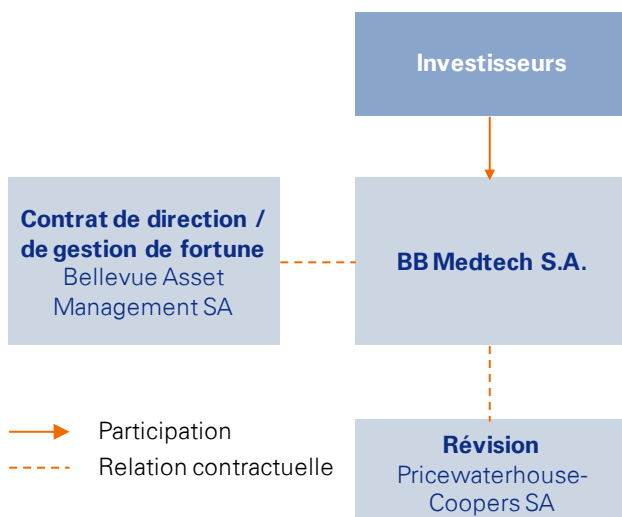 Investisseurs
Contrat de direction /
de gestion de fortune
Bellevue Asset
Management SA
BB Medtech S.A.
Participation
Relation contractuelle
Révision
Pricewaterhouse-
Coopers SA